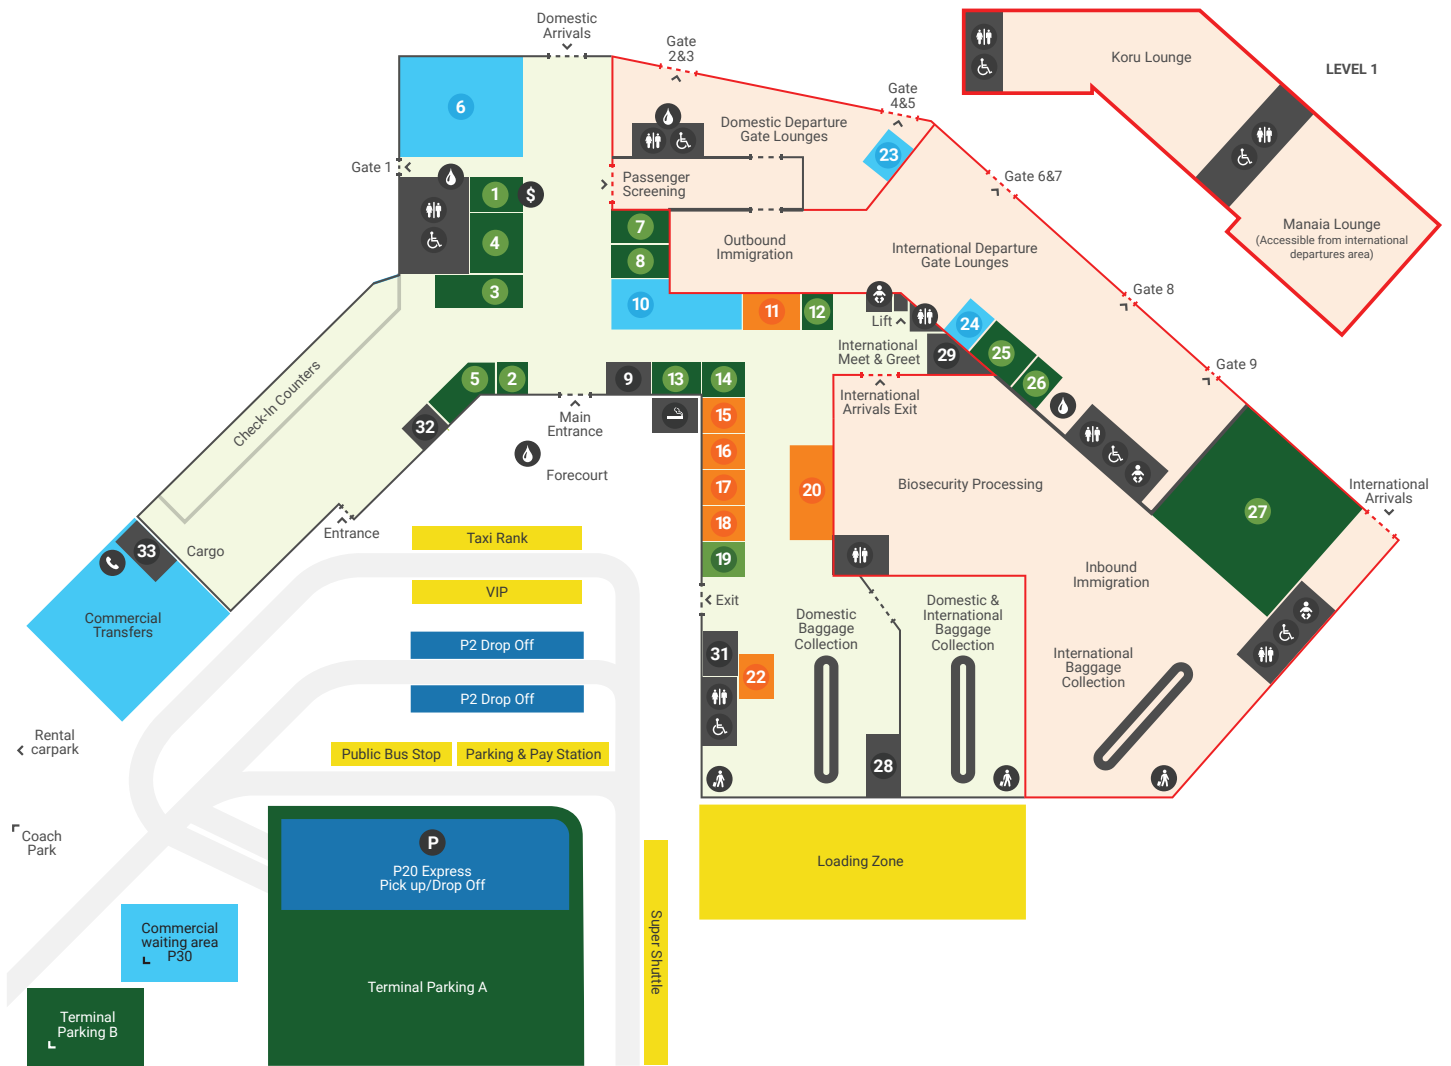 Domestic
Arrivals
Gate
2&3
Gate
4&5
Koru Lounge
LEVEL 1
6
Domestic Departure
Gate Lounges
23
Gate 1
Passenger
Screening
Gate 6&7
1
$
4
3
7
8
Outbound
Immigration
International Departure
Gate Lounges
Manaia Lounge
(Accessible from international
departures area)
10
11
12
Lift
Gate 8
24
25
26
29
International
Meet & Greet
Gate 9
Check-In Counters
5
2
9
13
14
International
Arrivals Exit
Main
Entrance
32
15
16
17
18
19
20
Forecourt
Biosecurity Processing
27
International
Arrivals
Entrance
33
Cargo
Taxi Rank
VIP
Exit
Inbound
Immigration
Commercial
Transfers
P2 Drop Off
P2 Drop Off
Domestic
Baggage
Collection
Domestic &
International
Baggage
Collection
31
22
International
Baggage
Collection
Rental
carpark
Public Bus Stop
Parking & Pay Station
28
Coach
Park
P
P20 Express
Pick up/Drop Off
Loading Zone
Commercial
waiting area
P30
Super Shuttle
Terminal Parking A
Terminal
Parking B